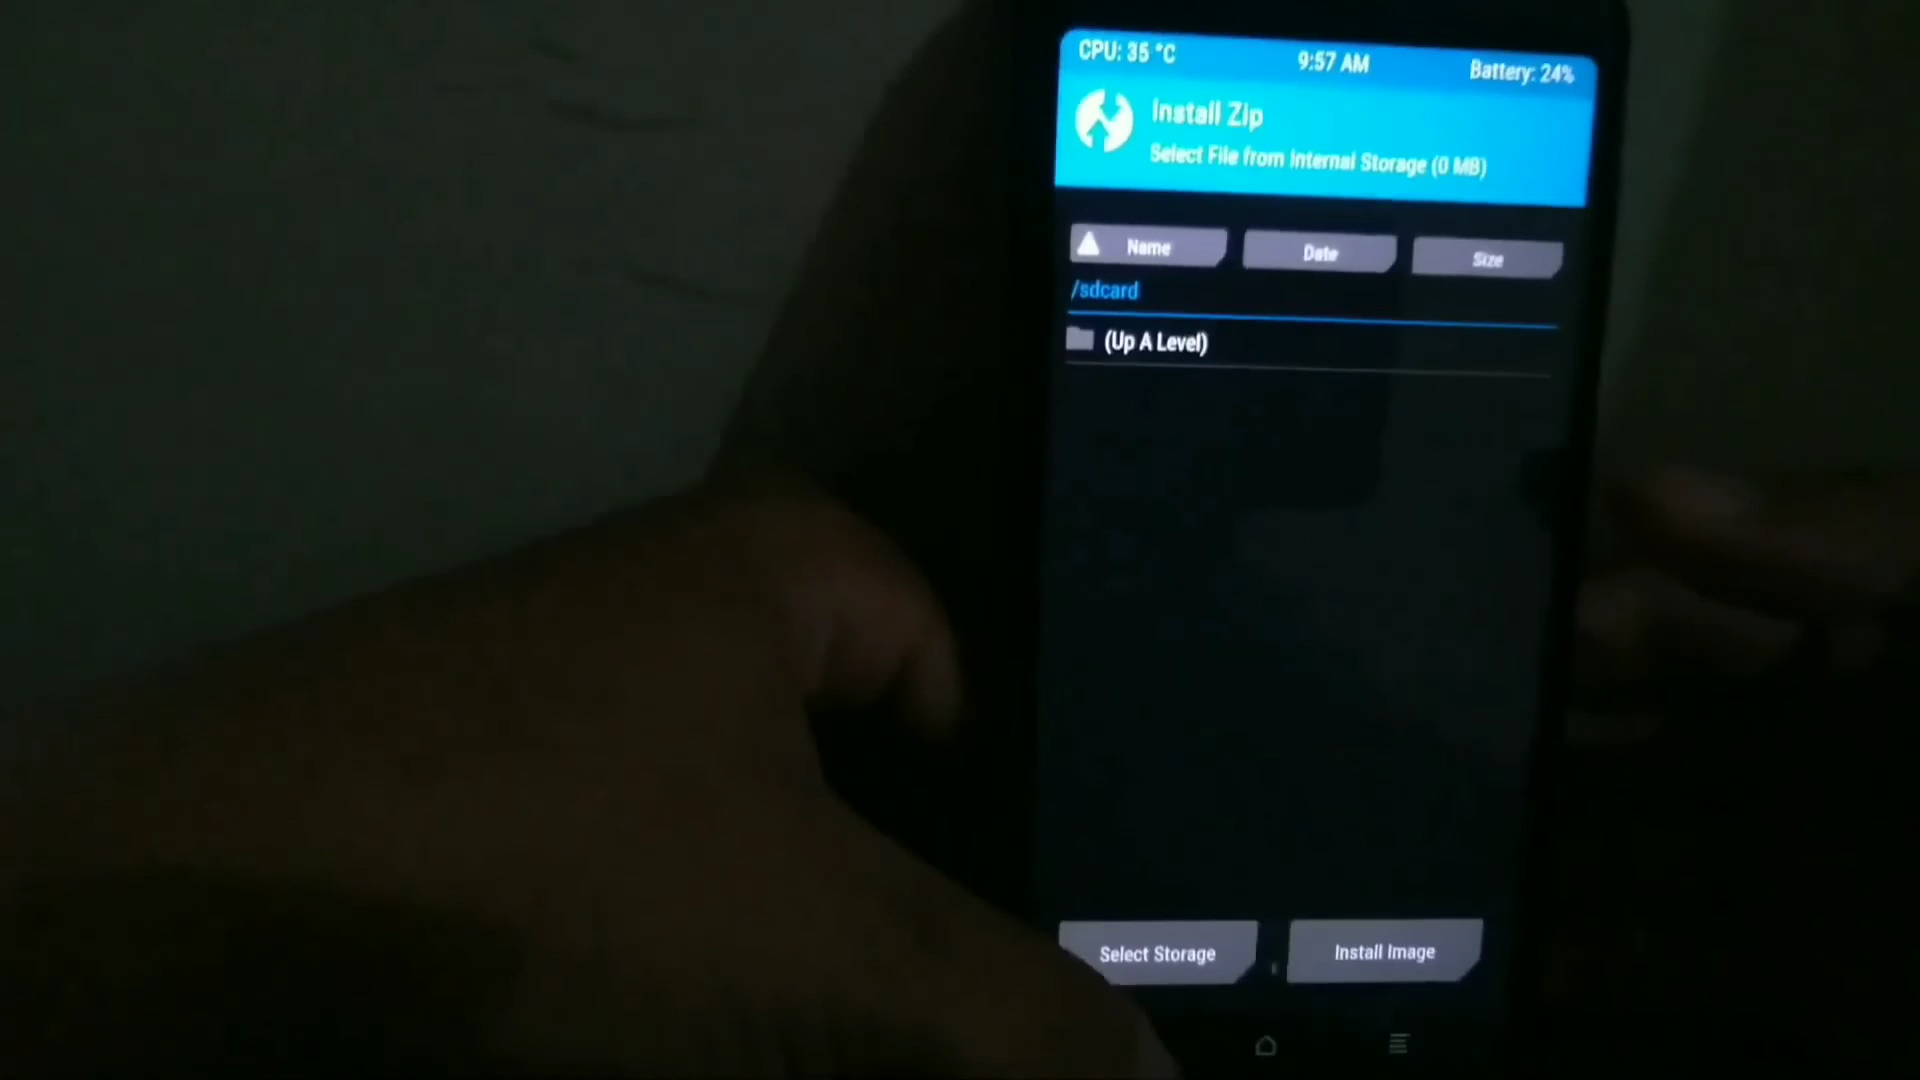 CPU: 35 °C 9:57 AM Battery: 24%
Install Zip
Select File from Internal Storage (0 MB)
Name Date Size
/sdcard
(Up A Level)
Select Storage Install Image